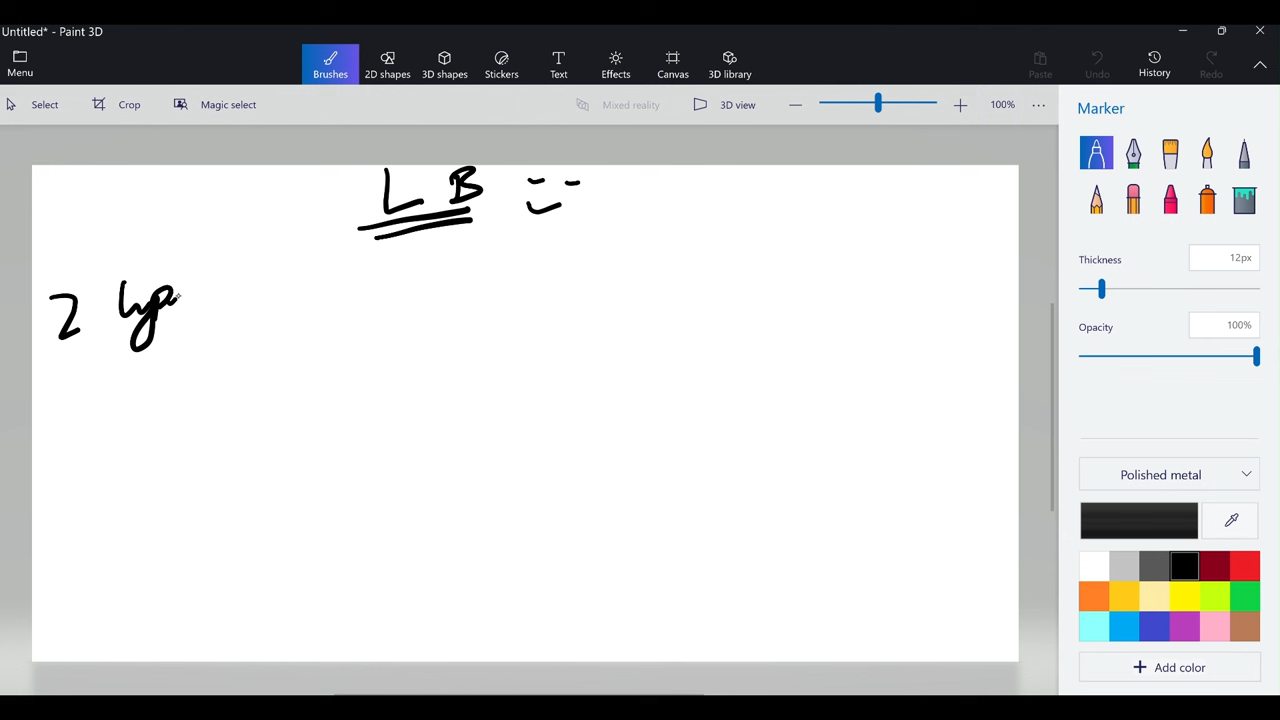 Untitled* - Paint 3D
Menu Brushes 2D shapes 3D shapes Stickers Text Effects Canvas 3D library Paste Undo History Redo
Select Crop Magic select Mixed reality 3D view 100% ...
Marker
Thickness 12px
Opacity 100%
Polished metal
+ Add color
L B
2